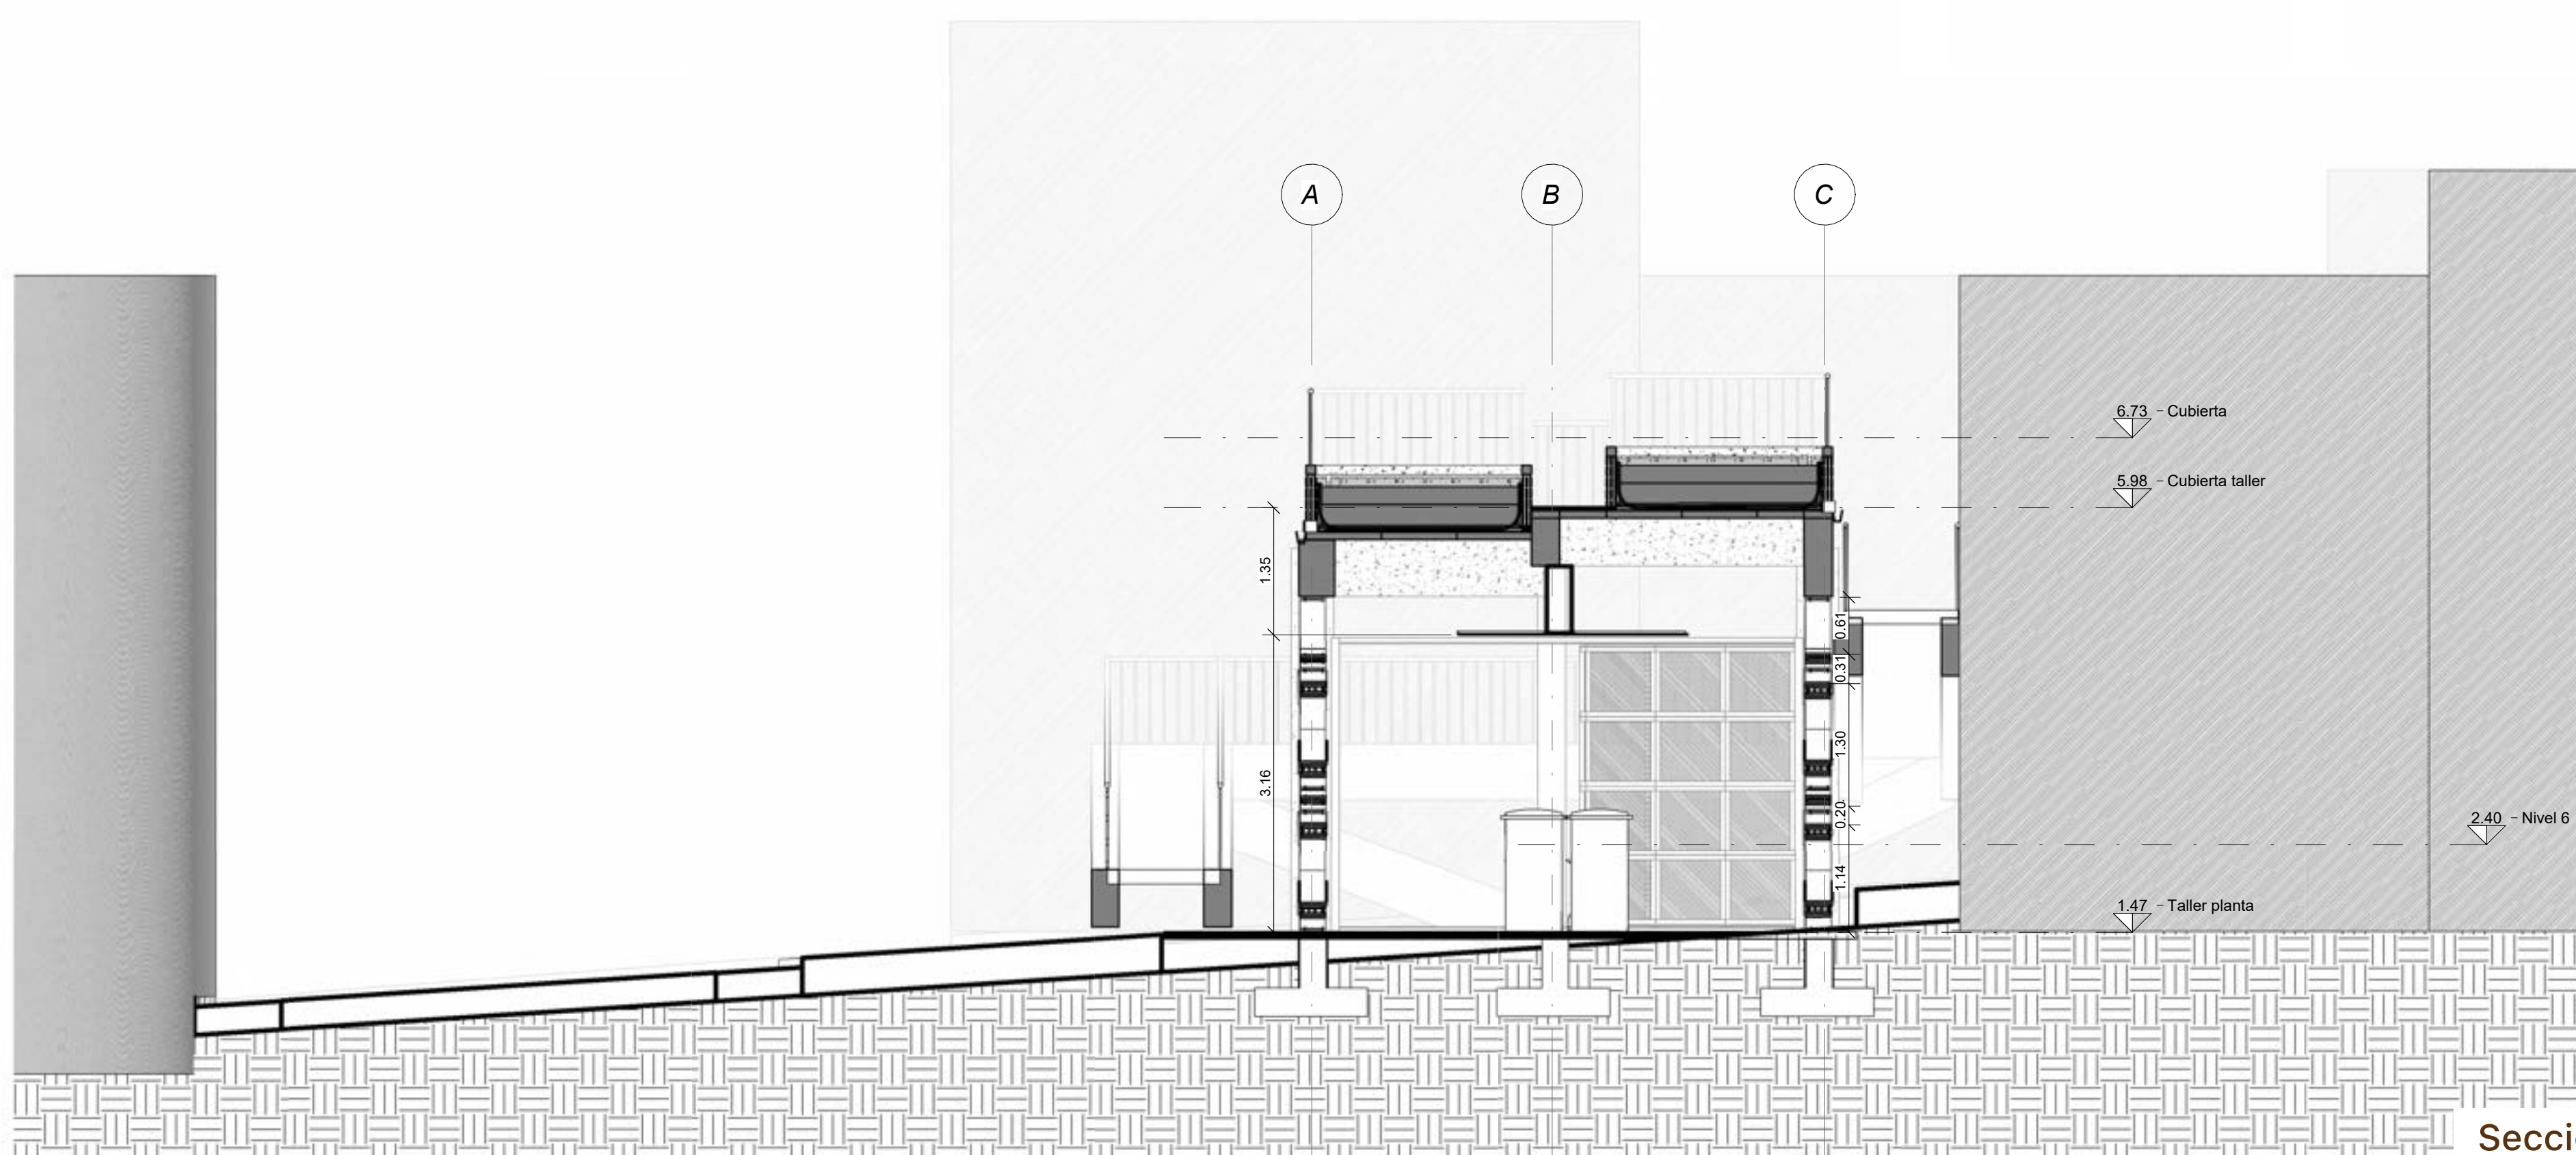 A
B
C
6.73 - Cubierta
5.98 - Cubierta taller
1.35
0.61
0.31
1.30
3.16
0.20
2.40 - Nivel 6
1.14
1.47 - Taller planta
Secci